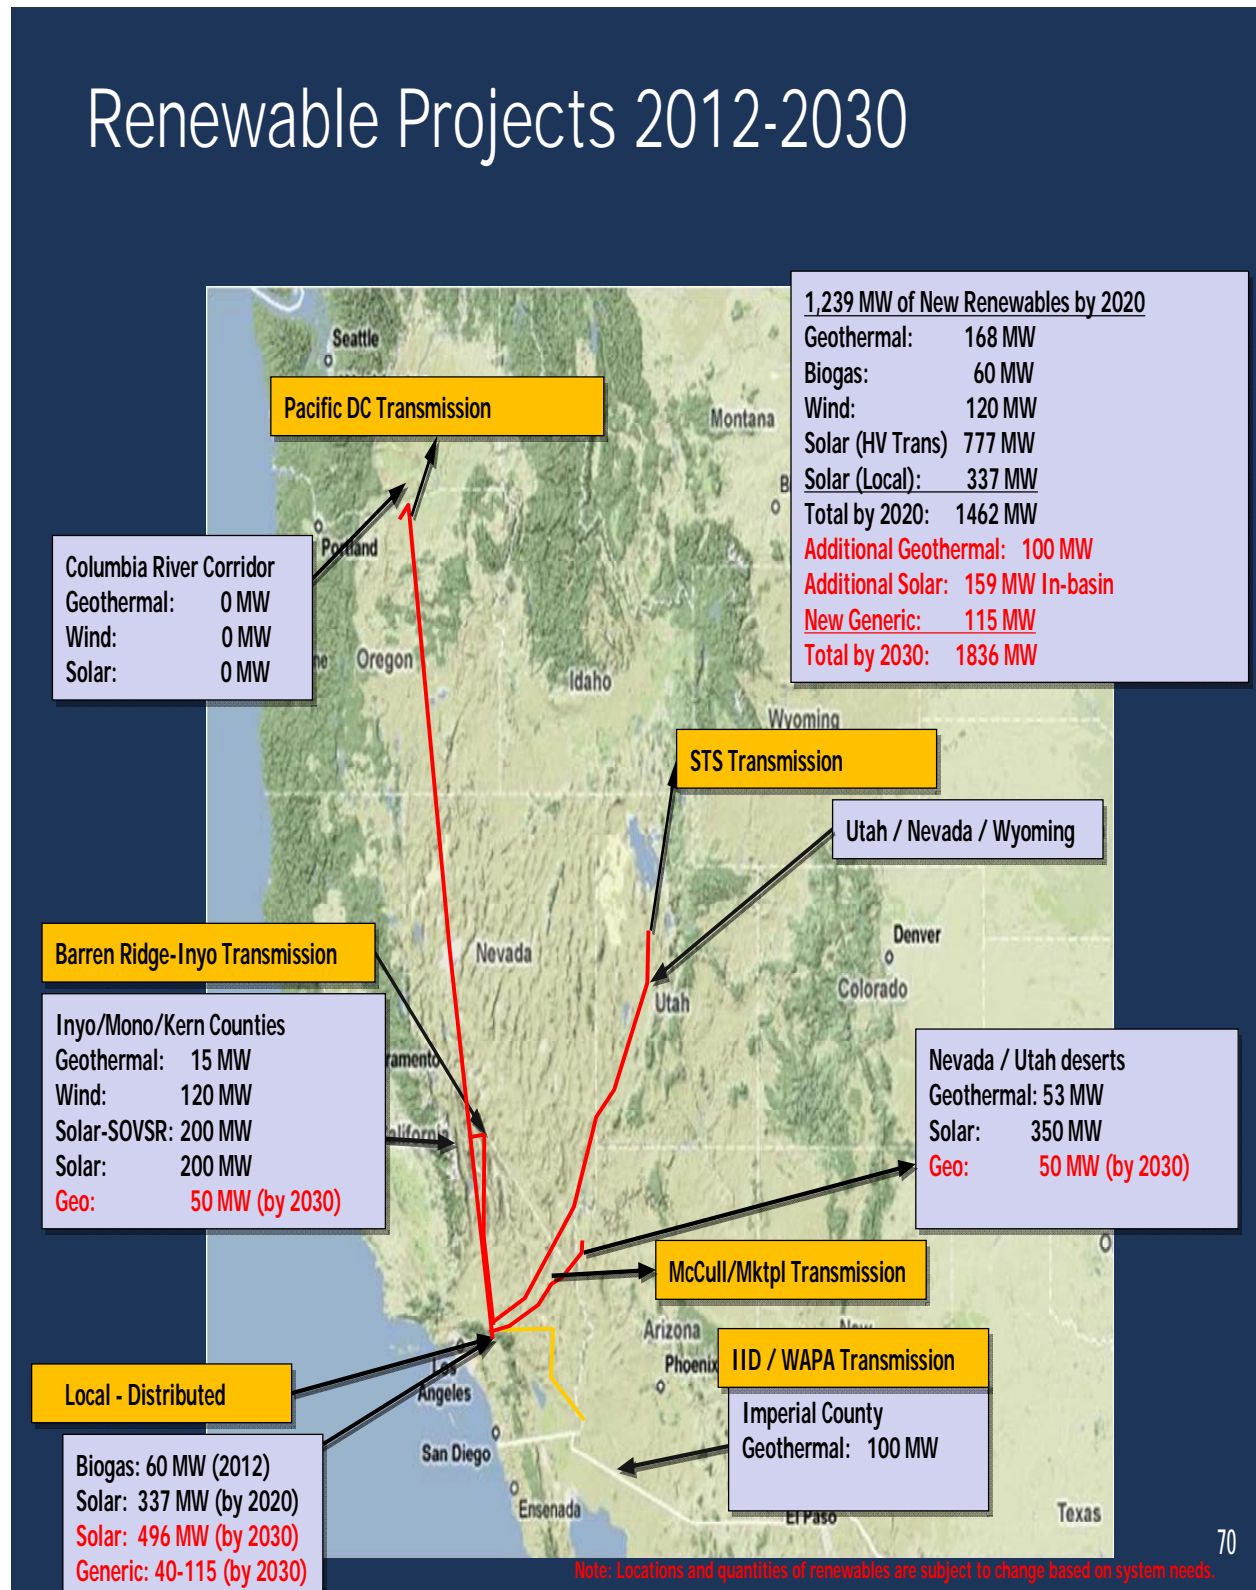 Renewable Projects 2012-2030
1,239 MW of New Renewables by 2020
Geothermal: 168 MW
Biogas: 60 MW
Wind: 120 MW
Solar (HV Trans) 777 MW
Solar (Local): 337 MW
Total by 2020: 1462 MW
Additional Geothermal: 100 MW
Additional Solar: 159 MW In-basin
New Generic: 115 MW
Total by 2030: 1836 MW
Seattle
Pacific DC Transmission
Montana
Portland
Columbia River Corridor
Geothermal: 0 MW
Wind: 0 MW
Solar: 0 MW
Oregon
Idaho
Wyoming
STS Transmission
Utah / Nevada / Wyoming
Barren Ridge-Inyo Transmission
Nevada
Denver
Colorado
Utah
Inyo/Mono/Kern Counties
Geothermal: 15 MW
Wind: 120 MW
Solar-SOVSR: 200 MW
Solar: 200 MW
Geo: 50 MW (by 2030)
ramento
alifornia
Nevada / Utah deserts
Geothermal: 53 MW
Solar: 350 MW
Geo: 50 MW (by 2030)
McCull/Mktpl Transmission
Arizona
New
Phoenix
IID / WAPA Transmission
Imperial County
Geothermal: 100 MW
Local - Distributed
Los
Angeles
San Diego
Ensenada
El Paso
Texas
Biogas: 60 MW (2012)
Solar: 337 MW (by 2020)
Solar: 496 MW (by 2030)
Generic: 40-115 (by 2030)
Note: Locations and quantities of renewables are subject to change based on system needs.
70